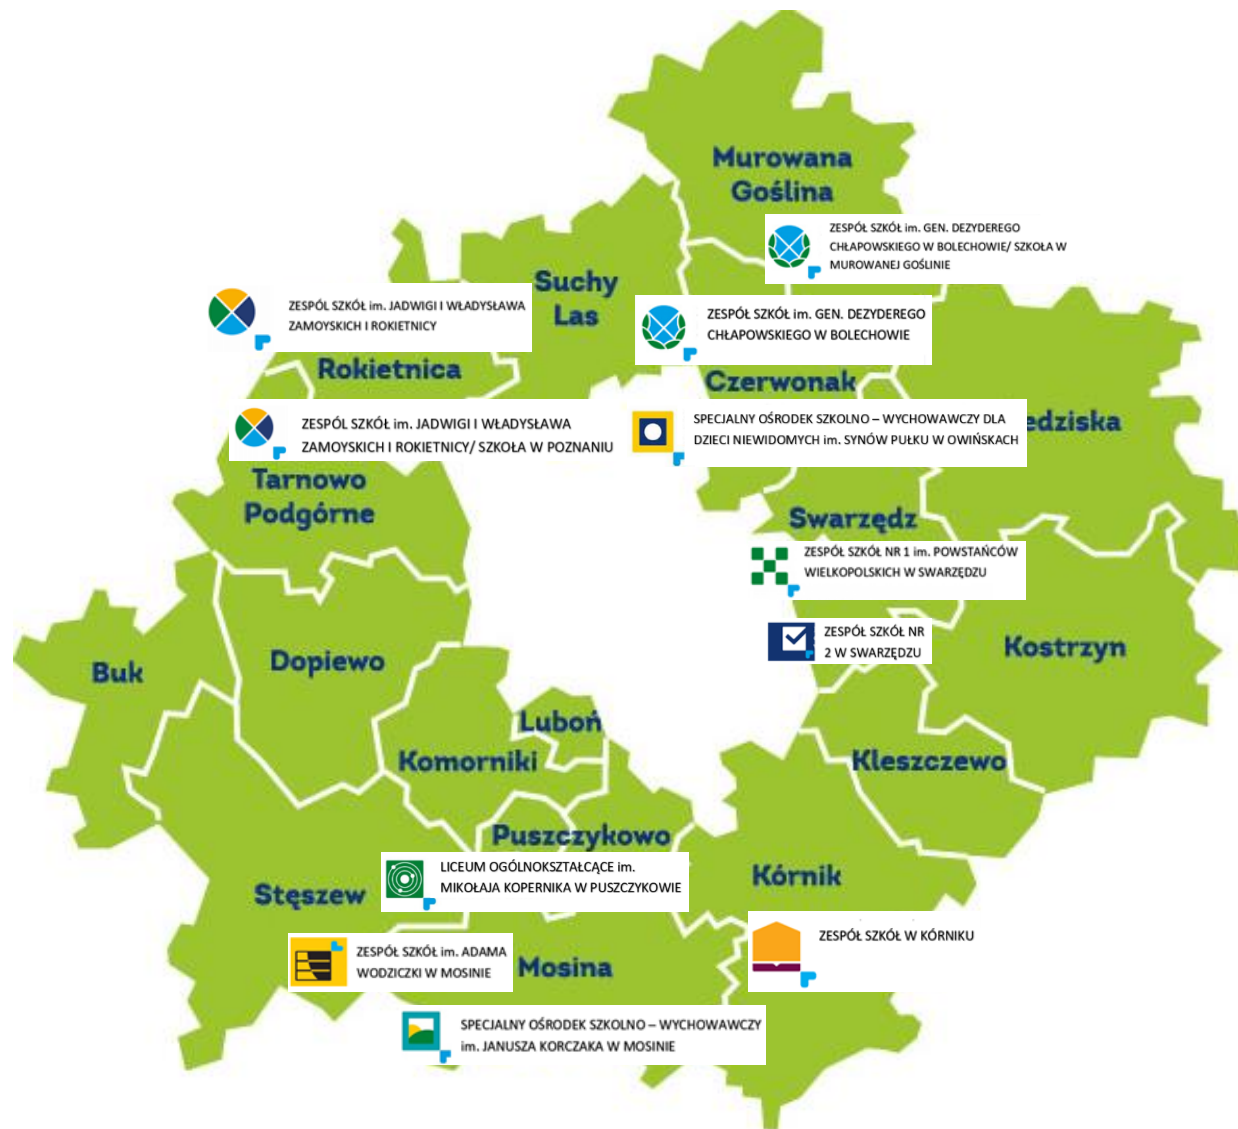 Murowana
Goślina
ZESPÓŁ SZKÓŁ im. GEN. DEZYDEREGO
CHŁAPOWSKIEGO W BOLECHOWIE/ SZKOŁA W
MUROWANEJ GOŚLINIE
Suchy
Las
ZESPÓL SZKÓŁ im. JADWIGI I WŁADYSŁAWA
ZAMOYSKICH I ROKIETNICY
ZESPÓŁ SZKÓŁ im. GEN. DEZYDEREGO
CHŁAPOWSKIEGO W BOLECHOWIE
Rokietnica
Czerwonak
ZESPÓL SZKÓŁ im. JADWIGI I WŁADYSŁAWA
ZAMOYSKICH I ROKIETNICY/ SZKOŁA W POZNANIU
SPECJALNY OŚRODEK SZKOLNO – WYCHOWAWCZY DLA
DZIECI NIEWIDOMYCH im. SYNÓW PUŁKU W OWIŃSKACH
edziska
Tarnowo
Podgórne
Swarzędz
ZESPÓŁ SZKÓŁ NR 1 im. POWSTAŃCÓW
WIELKOPOLSKICH W SWARZĘDZU
ZESPÓŁ SZKÓŁ NR
2 W SWARZĘDZU
Kostrzyn
Buk
Dopiewo
Luboń
Komorniki
Kleszczewo
Puszczykowo
LICEUM OGÓLNOKSZTAŁCĄCE im.
MIKOŁAJA KOPERNIKA W PUSZCZYKOWIE
Kórnik
Stęszew
ZESPÓŁ SZKÓŁ W KÓRNIKU
ZESPÓŁ SZKÓŁ im. ADAMA
WODZICZKI W MOSINIE
Mosina
SPECJALNY OŚRODEK SZKOLNO – WYCHOWAWCZY
im. JANUSZA KORCZAKA W MOSINIE